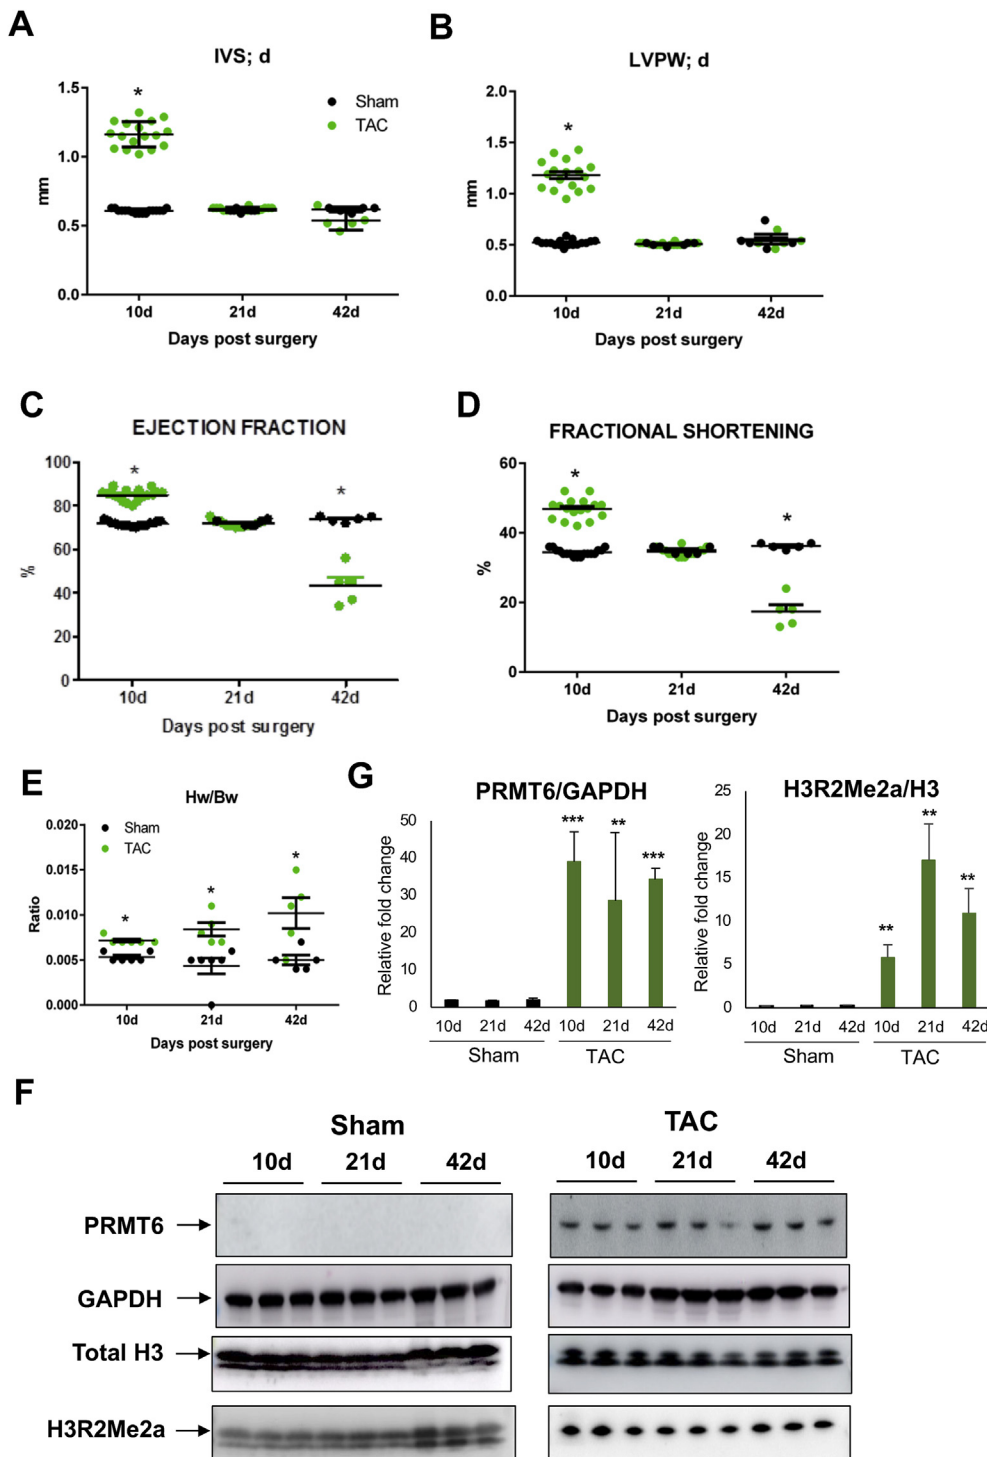 A
IVS; d
*
Sham
TAC
1.5
1.0
0.5
0.0
mm
10d 21d 42d
Days post surgery
B
LVPW; d
*
2.0
1.5
1.0
0.5
0.0
mm
10d 21d 42d
Days post surgery
C
EJECTION FRACTION
* *
100
80
60
40
20
0
%
10d 21d 42d
Days post surgery
D
FRACTIONAL SHORTENING
* *
60
40
20
0
%
10d 21d 42d
Days post surgery
E
Hw/Bw
Sham
TAC
* * *
0.020
0.015
0.010
0.005
0.000
Ratio
10d 21d 42d
Days post surgery
G
PRMT6/GAPDH
*** ** ***
50
40
30
20
10
0
Relative fold change
10d 21d 42d 10d 21d 42d
Sham TAC
H3R2Me2a/H3
** ** **
25
20
15
10
5
0
Relative fold change
10d 21d 42d 10d 21d 42d
Sham TAC
F
Sham TAC
10d 21d 42d 10d 21d 42d
PRMT6
GAPDH
Total H3
H3R2Me2a